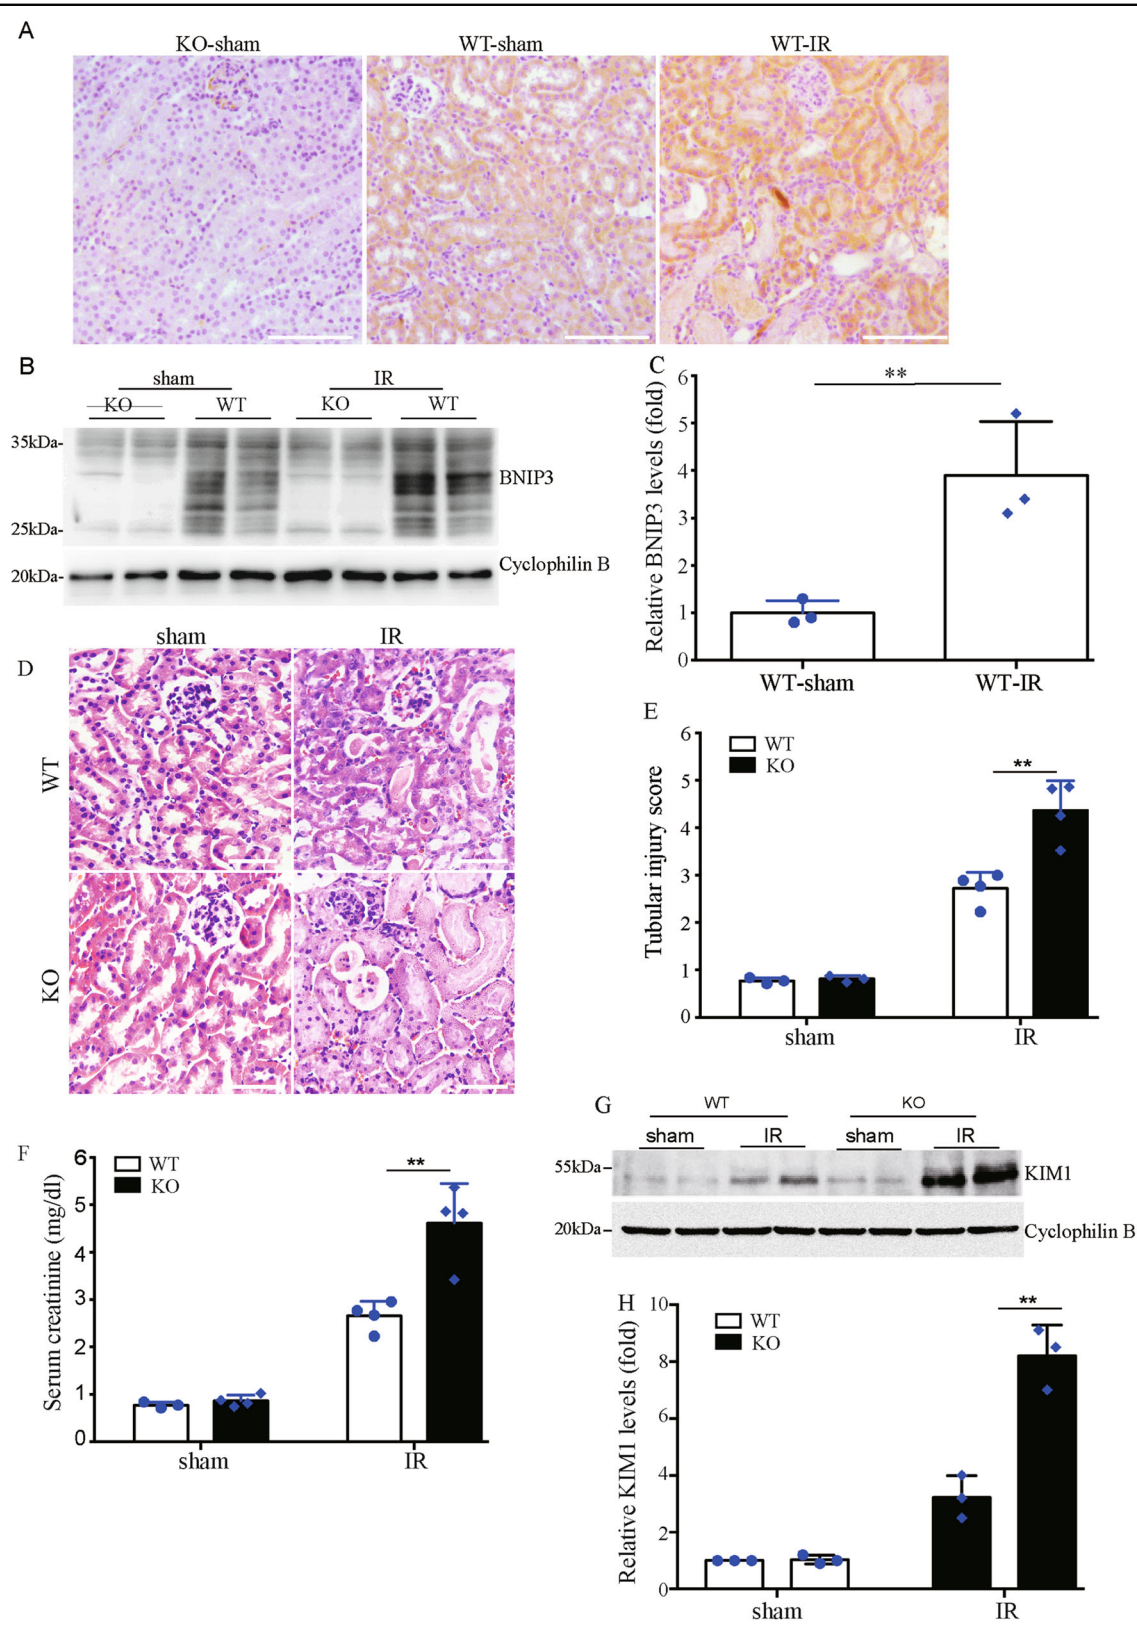 A
KO-sham WT-sham WT-IR
B
sham IR
KO WT KO WT
35kDa-
BNIP3
25kDa-
Cyclophilin B
20kDa-
C
**
Relative BNIP3 levels (fold)
6
5
4
3
2
1
0
WT-sham WT-IR
D
sham IR
WT
KO
E
WT
KO
**
Tubular injury score
6
5
4
3
2
1
0
sham IR
F
WT
KO
**
Serum creatinine (mg/dl)
6
5
4
3
2
1
0
sham IR
G
WT KO
sham IR sham IR
55kDa-
KIM1
20kDa-
Cyclophilin B
H
WT
KO
**
Relative KIM1 levels (fold)
10
8
6
4
2
0
sham IR